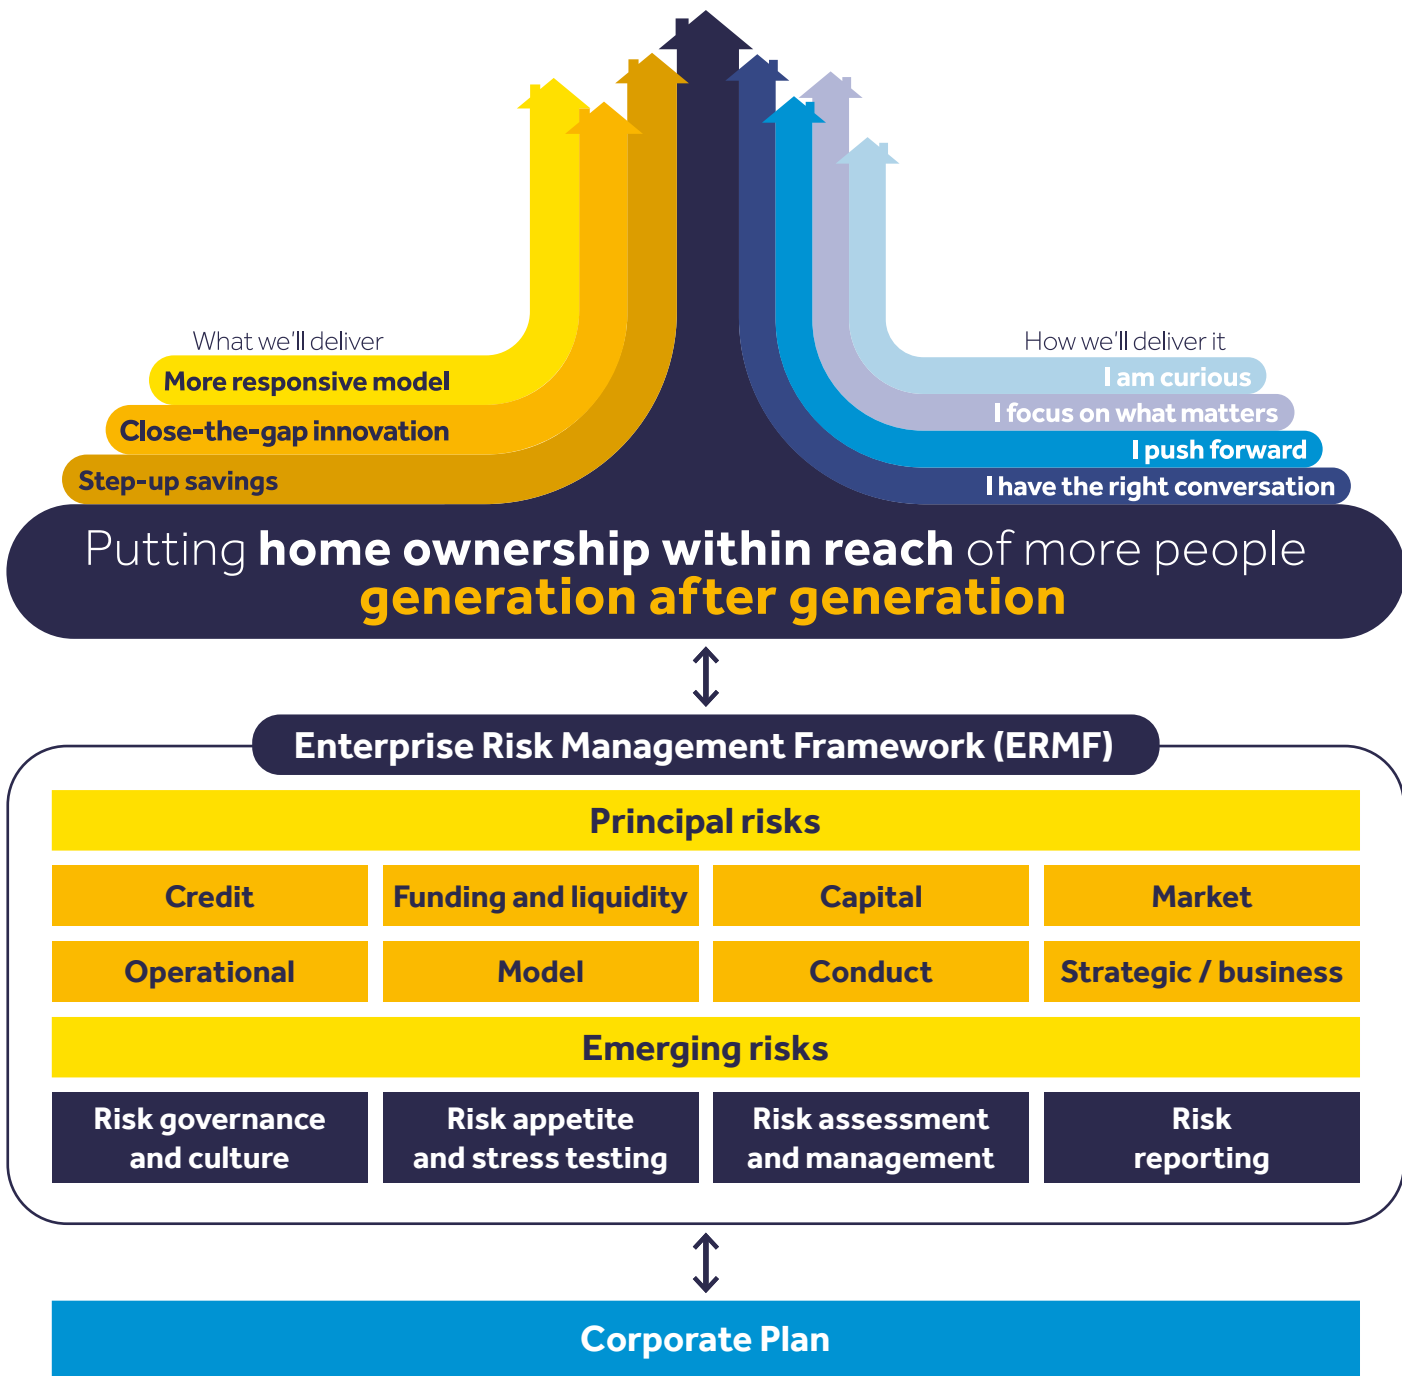 What we'll deliver
More responsive model
Close-the-gap innovation
Step-up savings
How we'll deliver it
I am curious
I focus on what matters
I push forward
I have the right conversation
Putting home ownership within reach of more people
generation after generation
Enterprise Risk Management Framework (ERMF)
Principal risks
Credit
Funding and liquidity
Capital
Market
Operational
Model
Conduct
Strategic / business
Emerging risks
Risk governance
and culture
Risk appetite
and stress testing
Risk assessment
and management
Risk
reporting
Corporate Plan